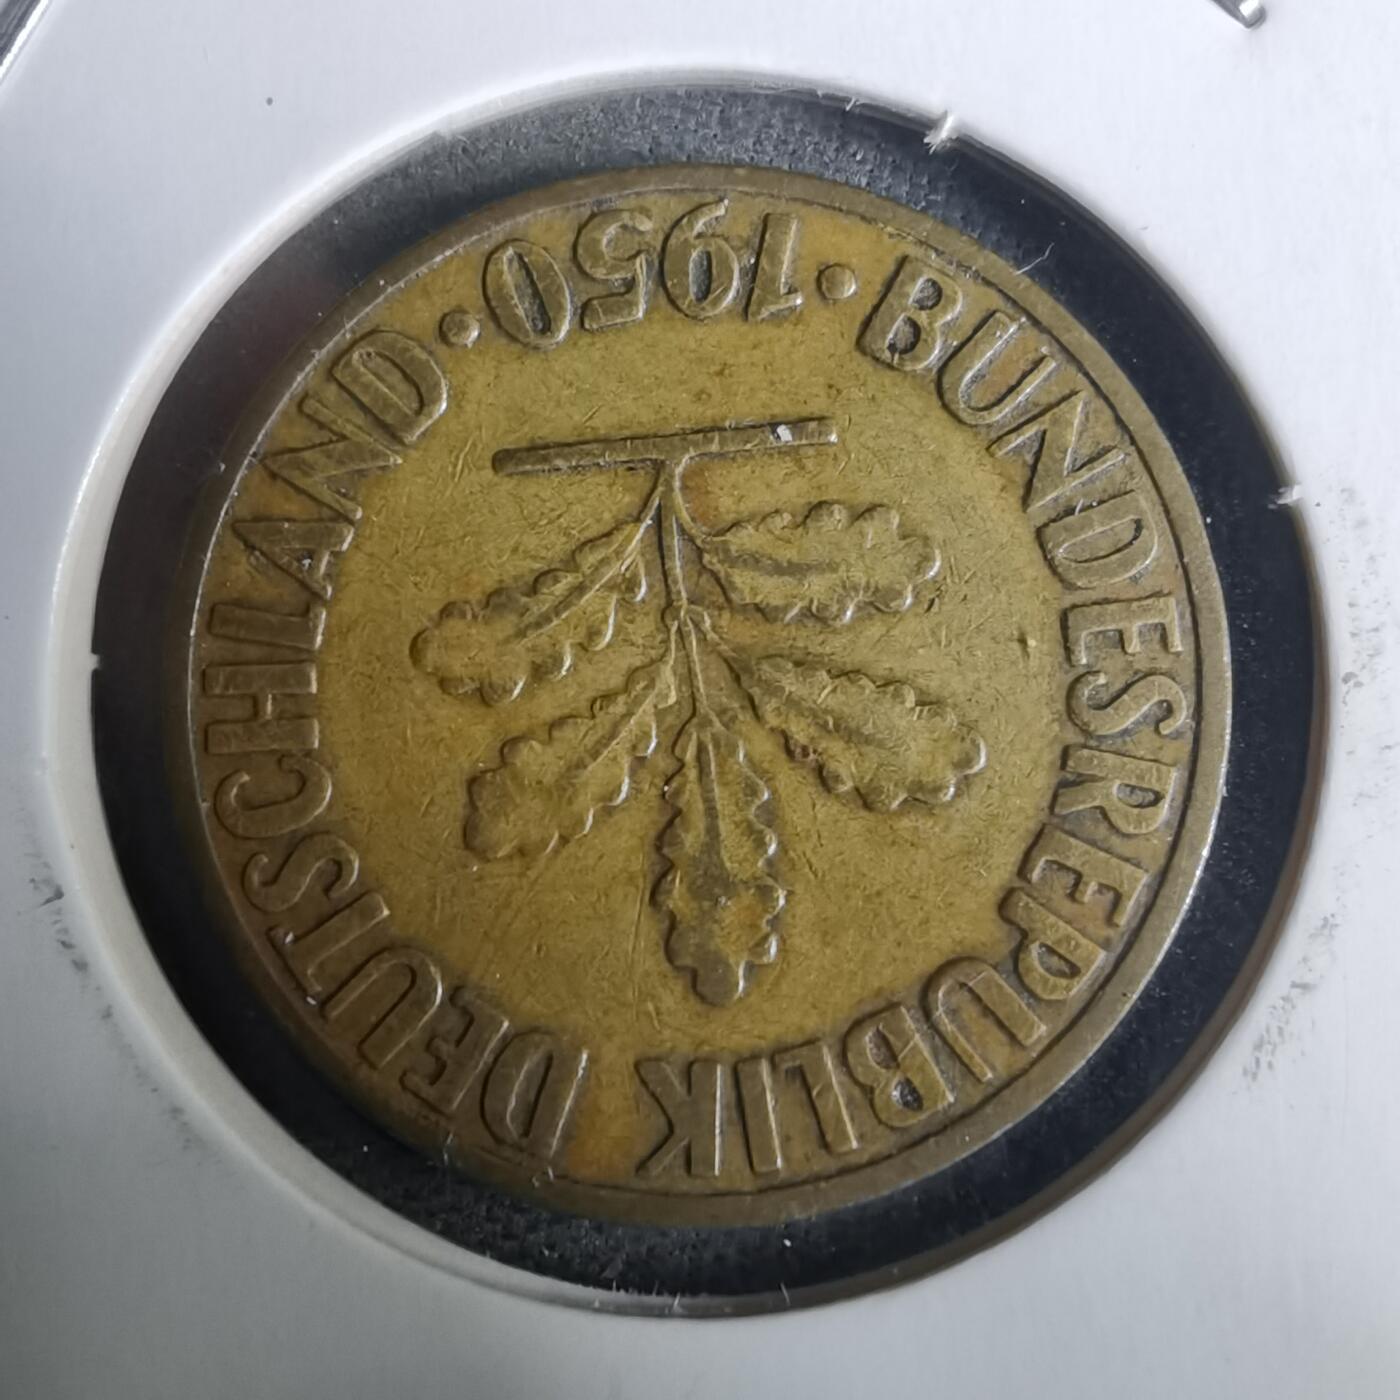 BUNDESREPUBLIK DEUTSCHLAND
· 1950 ·